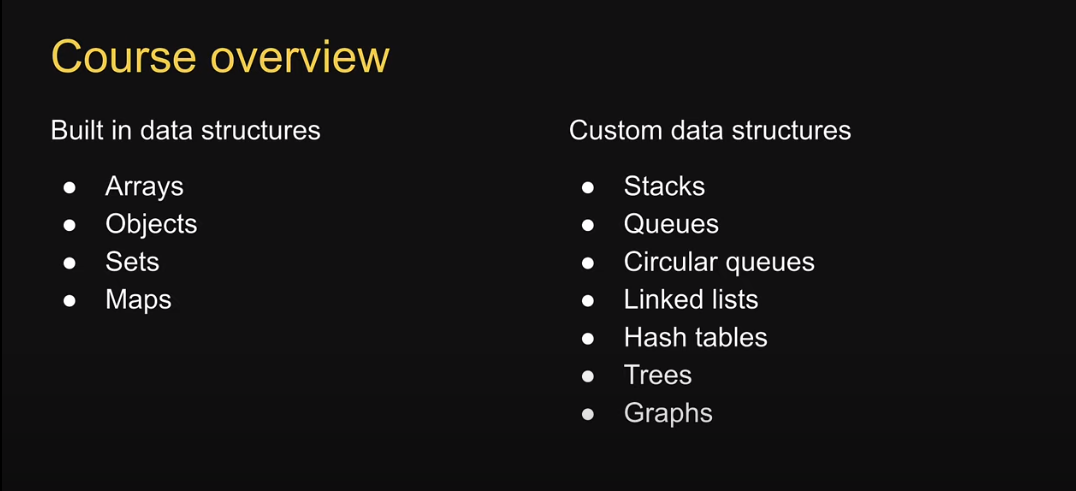 Course overview
Built in data structures
● Arrays
● Objects
● Sets
● Maps
Custom data structures
● Stacks
● Queues
● Circular queues
● Linked lists
● Hash tables
● Trees
● Graphs